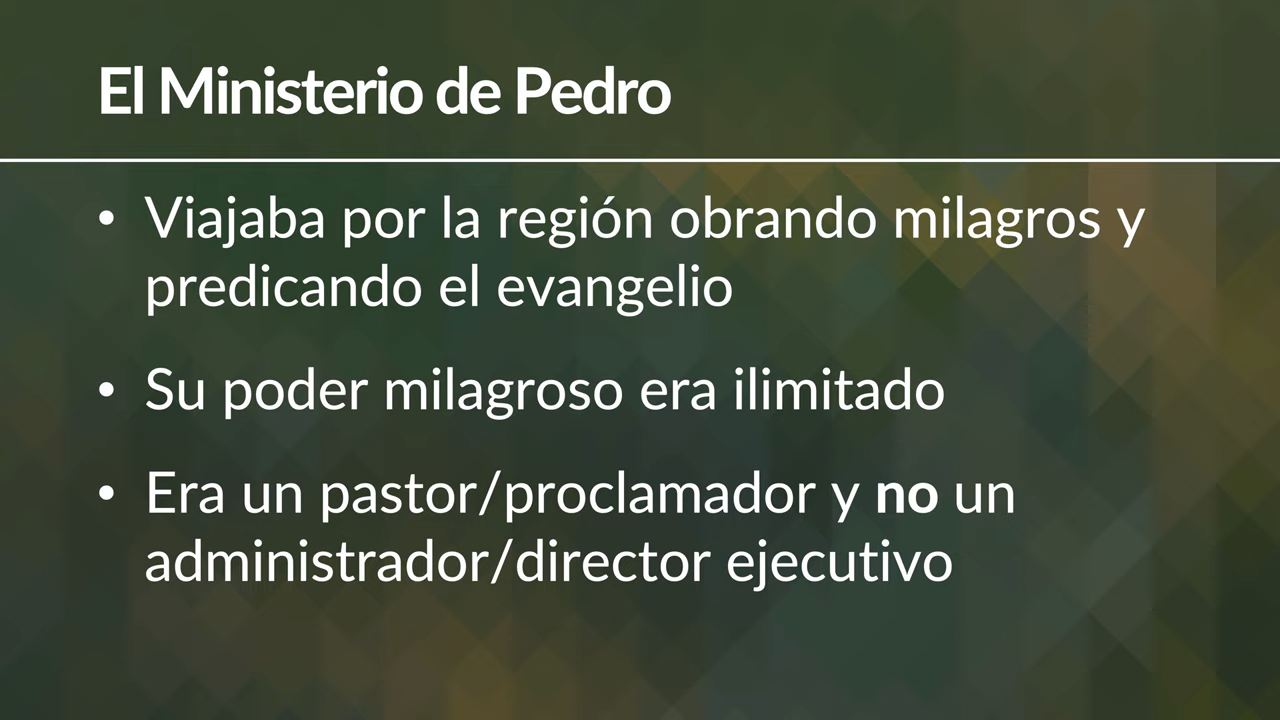 El Ministerio de Pedro
• Viajaba por la región obrando milagros y
predicando el evangelio
• Su poder milagroso era ilimitado
• Era un pastor/proclamador y no un
administrador/director ejecutivo